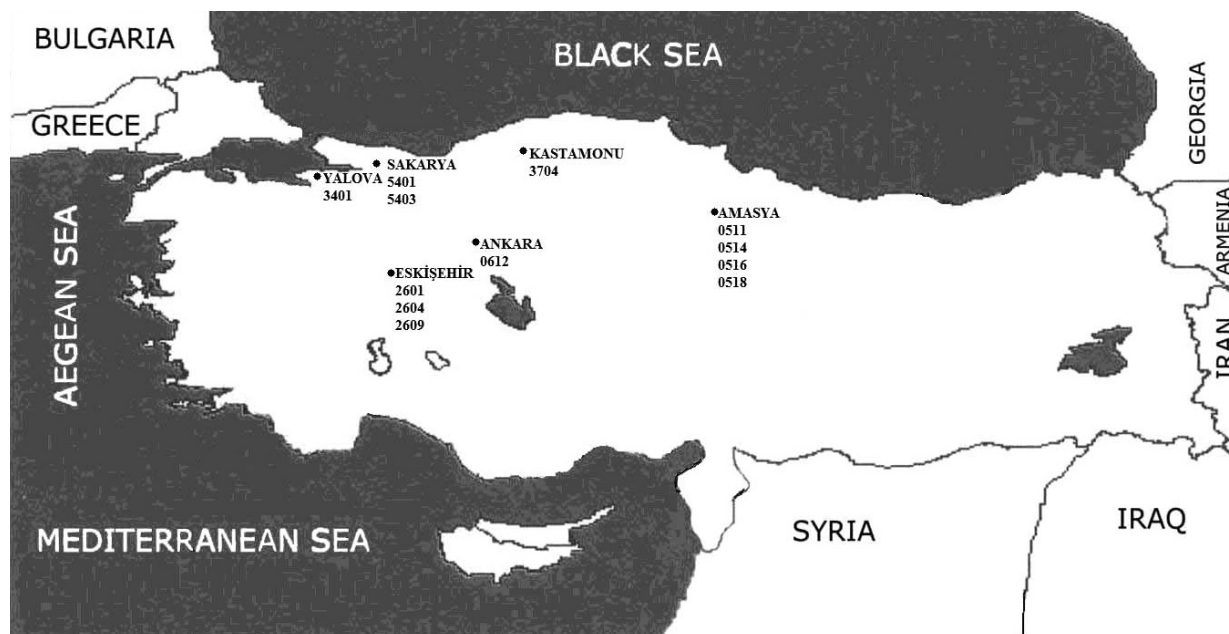 BULGARIA
BLACK SEA
GEORGIA
GREECE
KASTAMONU
3704
SAKARYA
5401
5403
YALOVA
3401
ARMENIA
AMASYA
0511
0514
0516
0518
AEGEAN SEA
ANKARA
0612
ESKİŞEHİR
2601
2604
2609
IRAN
MEDITERRANEAN SEA
SYRIA
IRAQ